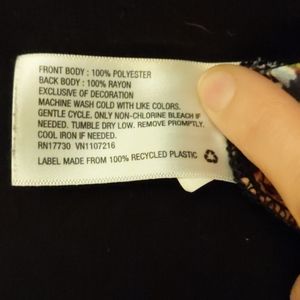 FRONT BODY : 100% POLYESTER
BACK BODY : 100% RAYON
EXCLUSIVE OF DECORATION
MACHINE WASH COLD WITH LIKE COLORS.
GENTLE CYCLE. ONLY NON-CHLORINE BLEACH IF
NEEDED. TUMBLE DRY LOW. REMOVE PROMPTLY.
COOL IRON IF NEEDED.
RN17730 VN1107216
LABEL MADE FROM 100% RECYCLED PLASTIC